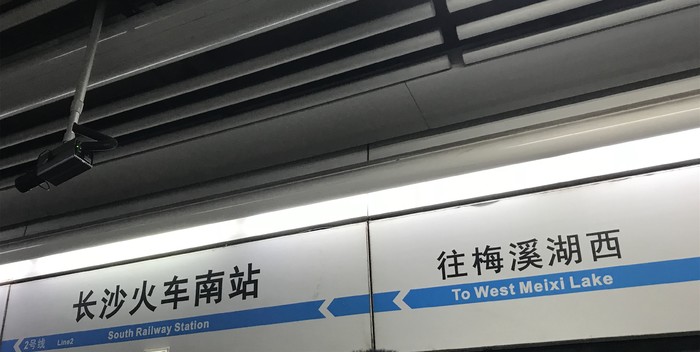 长沙火车南站
South Railway Station
2号线 Line2
往梅溪湖西
To West Meixi Lake